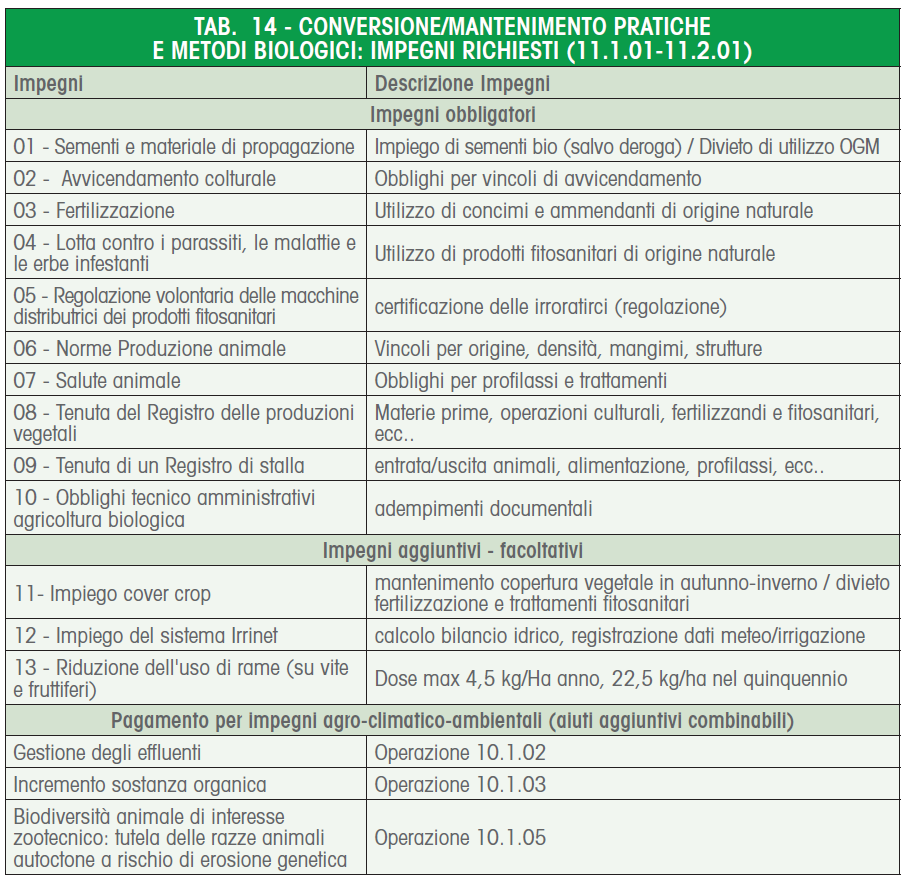 TAB. 14 - CONVERSIONE/MANTENIMENTO PRATICHE
E METODI BIOLOGICI: IMPEGNI RICHIESTI (11.1.01-11.2.01)
Impegni
Descrizione Impegni
Impegni obbligatori
01 - Sementi e materiale di propagazione
Impiego di sementi bio (salvo deroga) / Divieto di utilizzo OGM
02 - Avvicendamento colturale
Obblighi per vincoli di avvicendamento
03 - Fertilizzazione
Utilizzo di concimi e ammendanti di origine naturale
04 - Lotta contro i parassiti, le malattie e
le erbe infestanti
Utilizzo di prodotti fitosanitari di origine naturale
05 - Regolazione volontaria delle macchine
distributrici dei prodotti fitosanitari
certificazione delle irroratirci (regolazione)
06 - Norme Produzione animale
Vincoli per origine, densità, mangimi, strutture
07 - Salute animale
Obblighi per profilassi e trattamenti
08 - Tenuta del Registro delle produzioni
vegetali
Materie prime, operazioni culturali, fertilizzandi e fitosanitari,
ecc..
09 - Tenuta di un Registro di stalla
entrata/uscita animali, alimentazione, profilassi, ecc..
10 - Obblighi tecnico amministrativi
agricoltura biologica
adempimenti documentali
Impegni aggiuntivi - facoltativi
11- Impiego cover crop
mantenimento copertura vegetale in autunno-inverno / divieto
fertilizzazione e trattamenti fitosanitari
12 - Impiego del sistema Irrinet
calcolo bilancio idrico, registrazione dati meteo/irrigazione
13 - Riduzione dell'uso di rame (su vite
e fruttiferi)
Dose max 4,5 kg/Ha anno, 22,5 kg/ha nel quinquennio
Pagamento per impegni agro-climatico-ambientali (aiuti aggiuntivi combinabili)
Gestione degli effluenti
Operazione 10.1.02
Incremento sostanza organica
Operazione 10.1.03
Biodiversità animale di interesse
zootecnico: tutela delle razze animali
autoctone a rischio di erosione genetica
Operazione 10.1.05